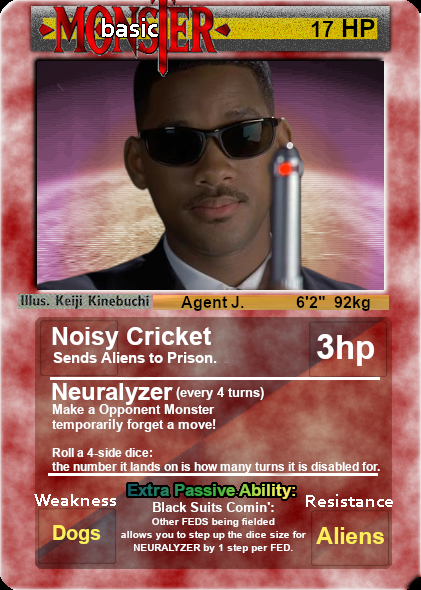 MONSTER
basic
17 HP
Illus. Keiji Kinebuchi
Agent J. 6'2" 92kg
Noisy Cricket
Sends Aliens to Prison.
3hp
Neuralyzer (every 4 turns)
Make a Opponent Monster
temporarily forget a move!
Roll a 4-side dice:
the number it lands on is how many turns it is disabled for.
Extra Passive Ability:
Weakness
Dogs
Black Suits Comin':
Other FEDS being fielded
allows you to step up the dice size for
NEURALYZER by 1 step per FED.
Resistance
Aliens